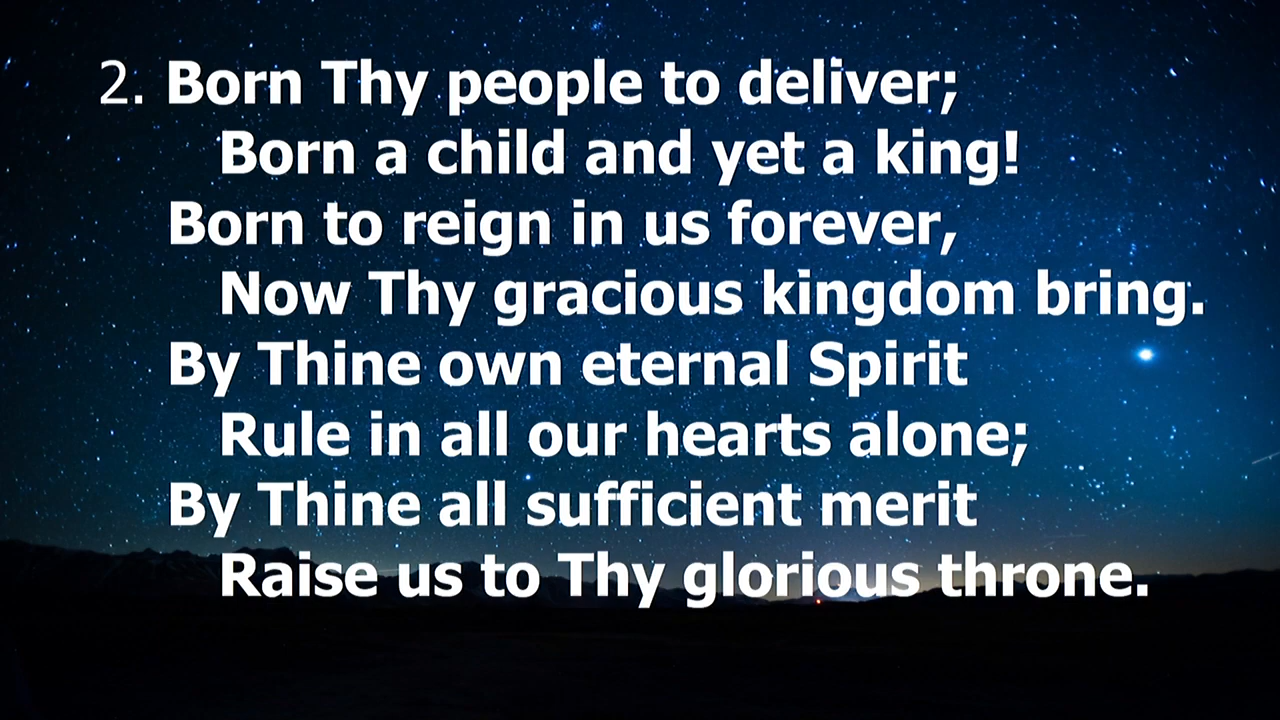 2. Born Thy people to deliver;
Born a child and yet a king!
Born to reign in us forever,
Now Thy gracious kingdom bring.
By Thine own eternal Spirit
Rule in all our hearts alone;
By Thine all sufficient merit
Raise us to Thy glorious throne.